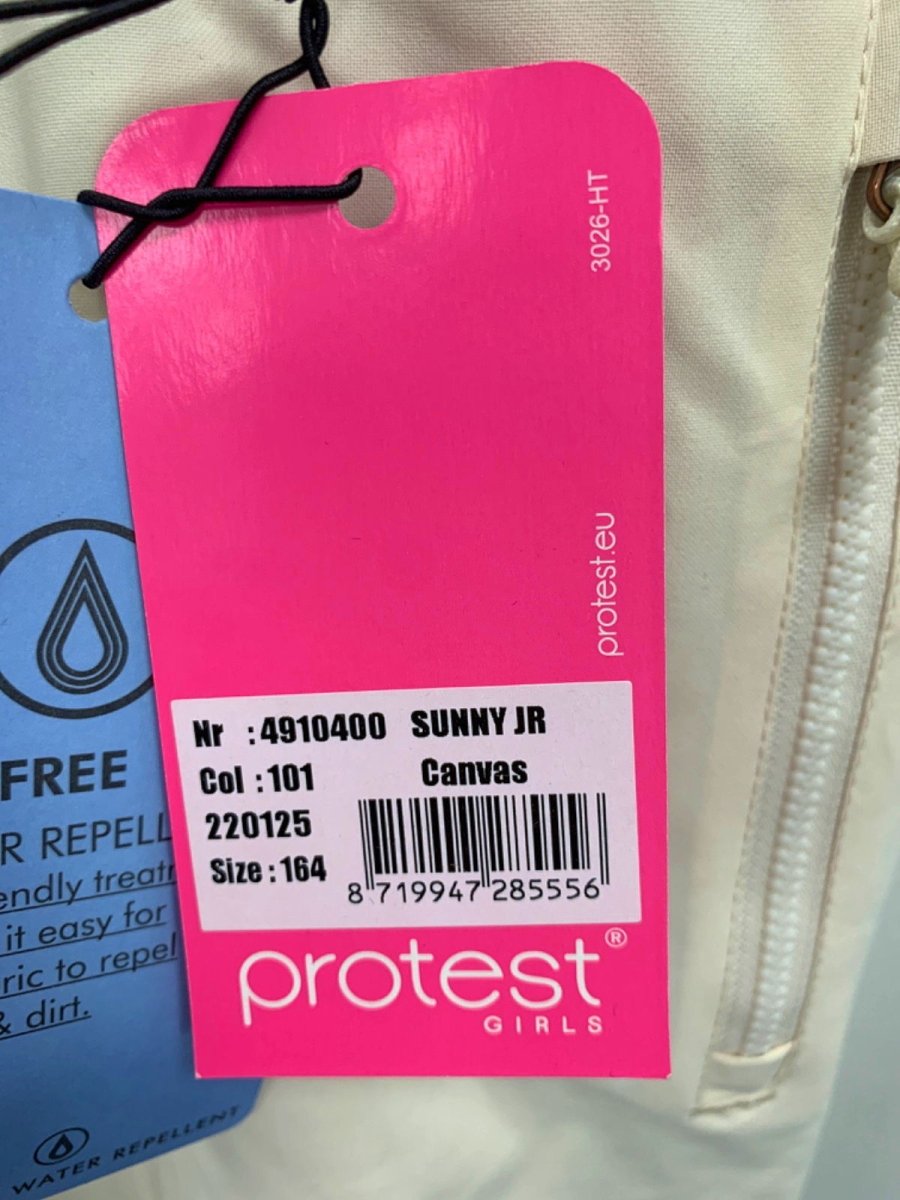 3026-HT
protest.eu
Nr : 4910400 SUNNY JR
Col : 101 Canvas
220125
Size : 164
8 719947 285556
protest®
GIRLS
FREE
R REPELL
endly treatr
it easy for
ric to repel
& dirt.
WATER REPELLENT